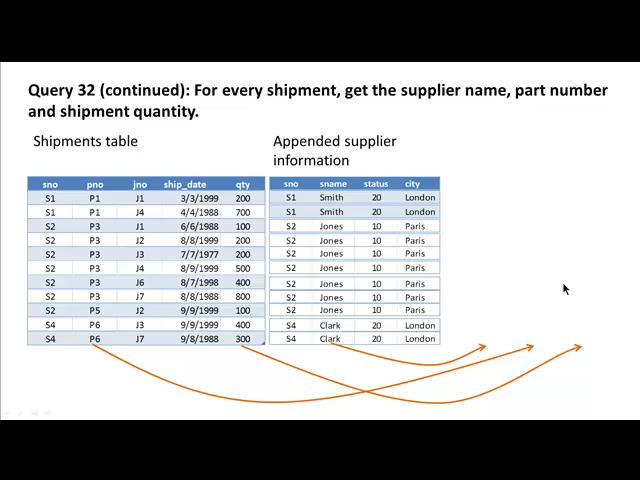 Query 32 (continued): For every shipment, get the supplier name, part number
and shipment quantity.
Shipments table
Appended supplier
information
sno pno jno ship_date qty
S1 P1 J1 3/3/1999 200
S1 P1 J4 4/4/1988 700
S2 P3 J1 6/6/1988 100
S2 P3 J2 8/8/1999 200
S2 P3 J3 7/7/1977 200
S2 P3 J4 8/9/1999 500
S2 P3 J6 8/7/1998 400
S2 P3 J7 8/8/1988 800
S2 P5 J2 9/9/1999 100
S4 P6 J3 9/9/1999 400
S4 P6 J7 9/8/1988 300
sno sname status city
S1 Smith 20 London
S1 Smith 20 London
S2 Jones 10 Paris
S2 Jones 10 Paris
S2 Jones 10 Paris
S2 Jones 10 Paris
S2 Jones 10 Paris
S2 Jones 10 Paris
S2 Jones 10 Paris
S4 Clark 20 London
S4 Clark 20 London